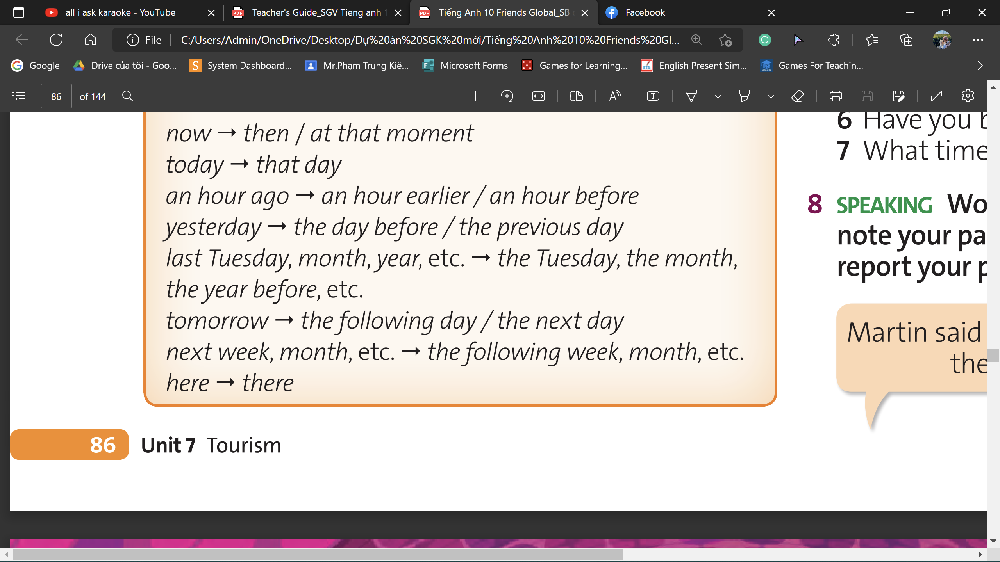 all i ask karaoke - YouTube
Teacher's Guide_SGV Tieng anh 1
Tiếng Anh 10 Friends Global_SB
Facebook
File
C:/Users/Admin/OneDrive/Desktop/Dự%20án%20SGK%20mới/Tiếng%20Anh%2010%20Friends%20Gl...
Google
Drive của tôi - Goo...
System Dashboard...
Mr.Phạm Trung Kiê...
Microsoft Forms
Games for Learning...
English Present Sim...
Games For Teachin...
86 of 144
now → then / at that moment
today → that day
an hour ago → an hour earlier / an hour before
yesterday → the day before / the previous day
last Tuesday, month, year, etc. → the Tuesday, the month,
the year before, etc.
tomorrow → the following day / the next day
next week, month, etc. → the following week, month, etc.
here → there
6 Have you
7 What time
8 SPEAKING Wo
note your pa
report your p
Martin said
the
86 Unit 7 Tourism